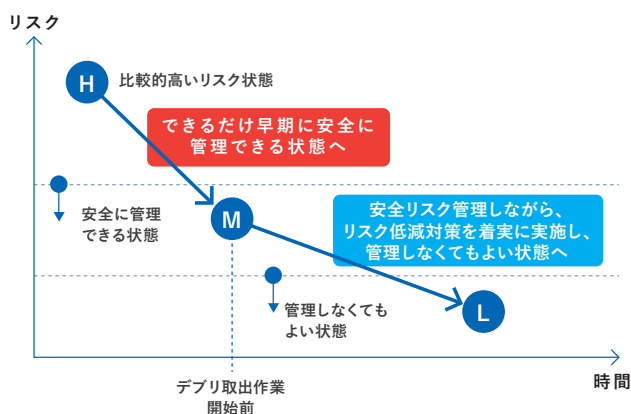 リスク
H
比較的高いリスク状態
できるだけ早期に安全に
管理できる状態へ
安全に管理
できる状態
M
安全リスク管理しながら、
リスク低減対策を着実に実施し、
管理しなくてもよい状態へ
管理しなくても
よい状態
L
デブリ取出作業
開始前
時間